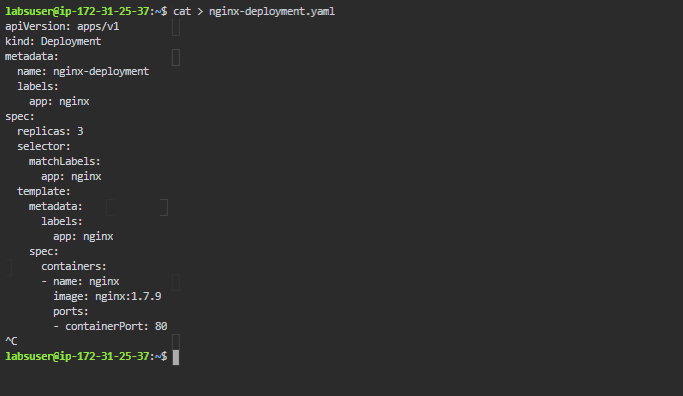 labsuser@ip-172-31-25-37:~$ cat > nginx-deployment.yaml
apiVersion: apps/v1
kind: Deployment
metadata:
  name: nginx-deployment
  labels:
    app: nginx
spec:
  replicas: 3
  selector:
    matchLabels:
      app: nginx
  template:
    metadata:
      labels:
        app: nginx
    spec:
      containers:
      - name: nginx
        image: nginx:1.7.9
        ports:
        - containerPort: 80
^C
labsuser@ip-172-31-25-37:~$